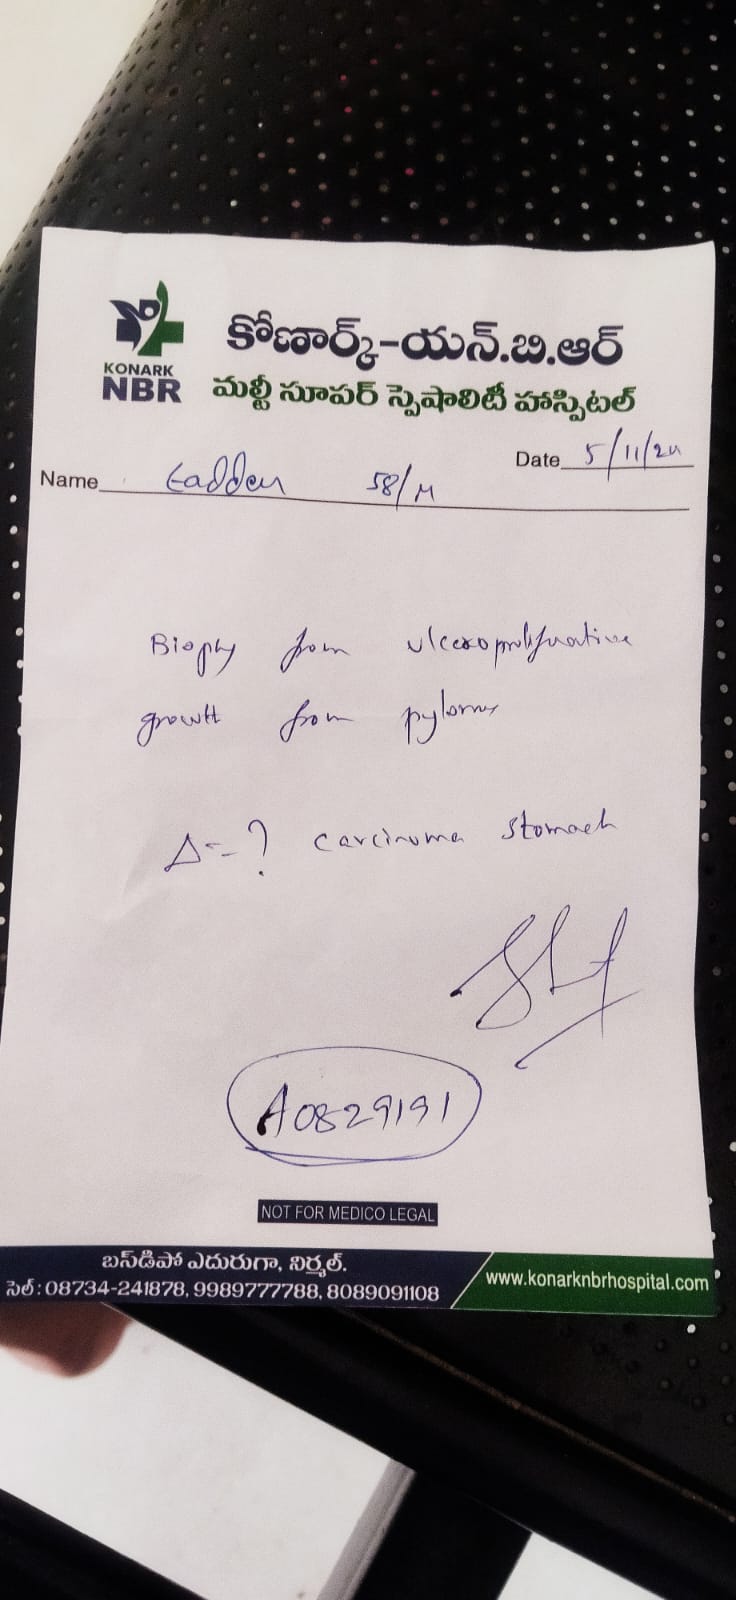 KONARK
NBR
కోణార్క్-యన్.బి.ఆర్
మల్టీ సూపర్ స్పెషాలిటీ హాస్పిటల్
Date 5/11/24
Name 58/M
Biopsy from ulceroproliferative
growth from pylorus
Δ=? carcinoma stomach
A0829191
NOT FOR MEDICO LEGAL
బస్‌డిపో ఎదురుగా, నిర్మల్.
సెల్: 08734-241878, 9989777788, 8089091108
www.konarknbrhospital.com